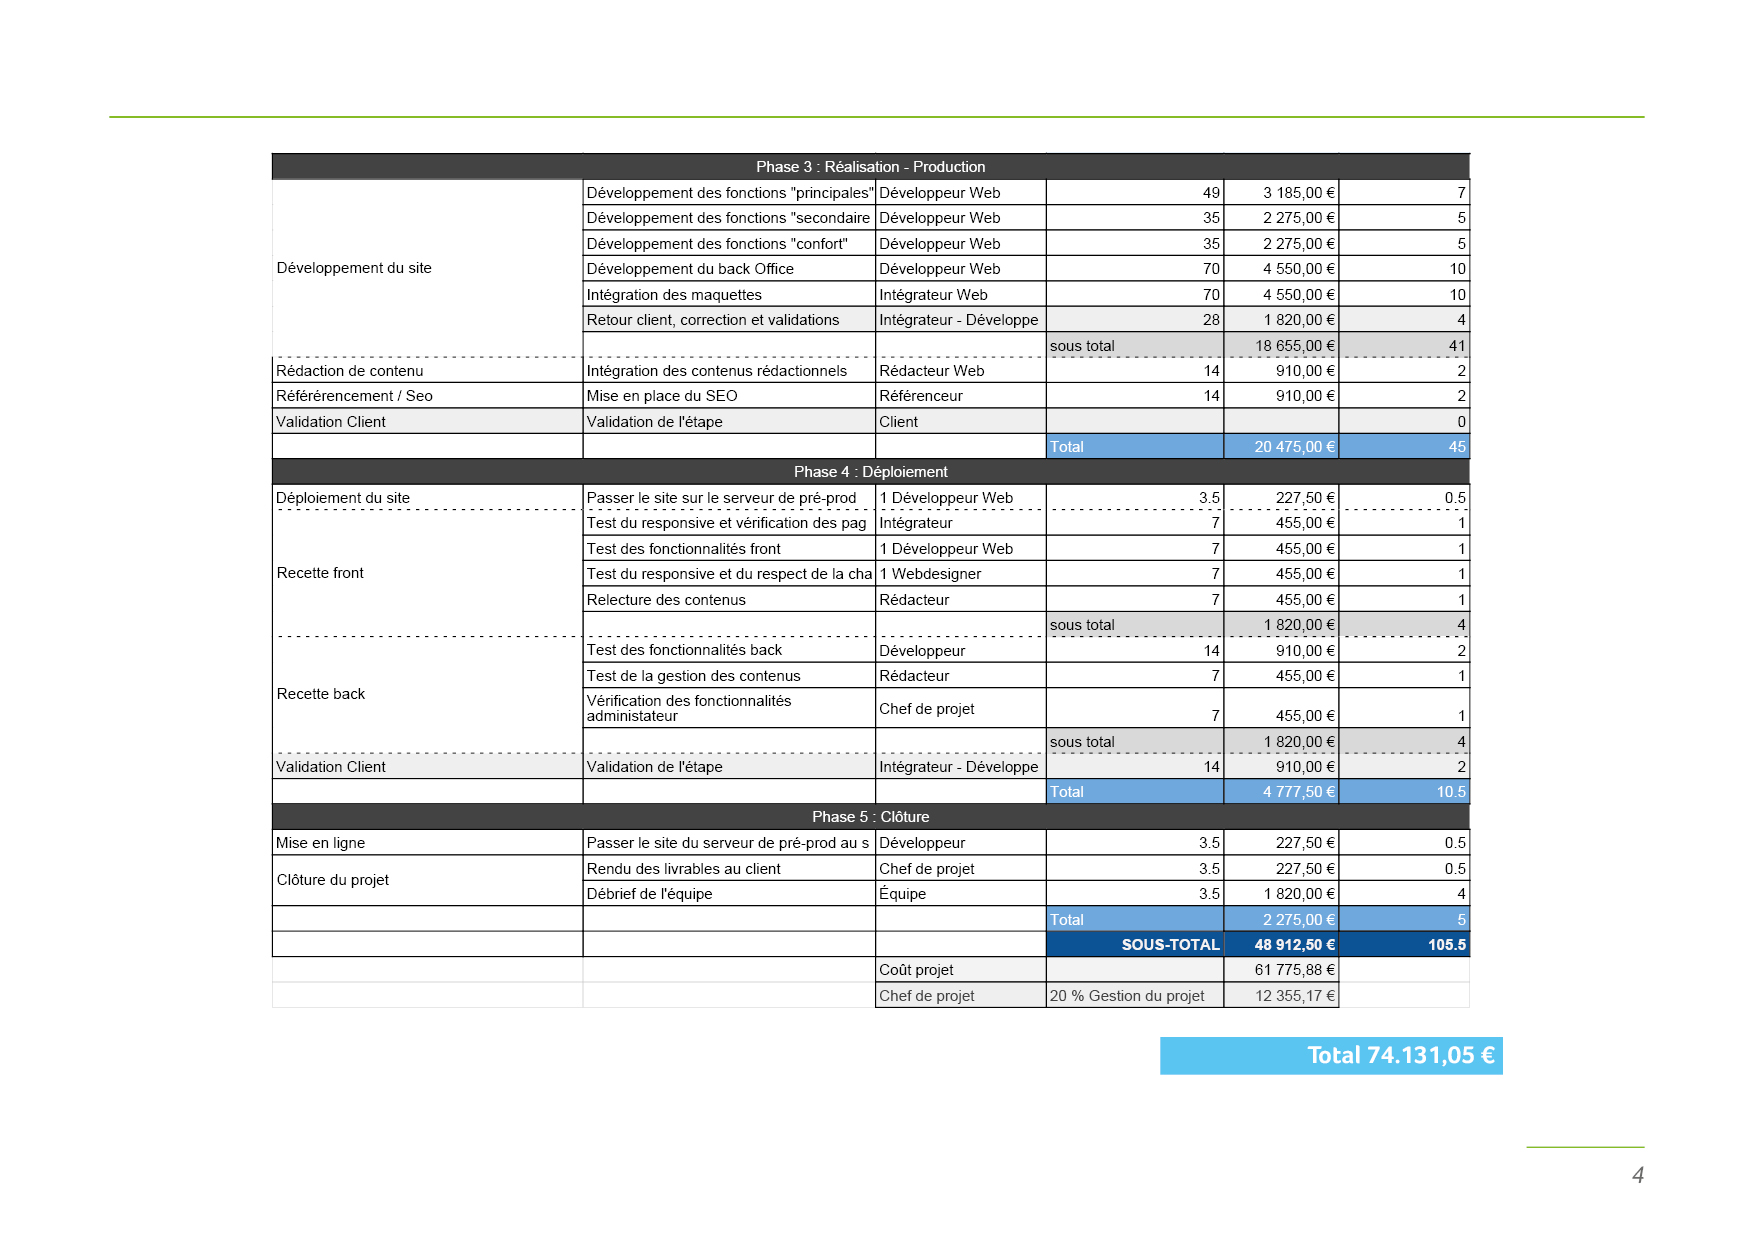 Phase 3 : Réalisation - Production
Développement des fonctions "principales" Développeur Web 49 3 185,00 € 7
Développement des fonctions "secondaire Développeur Web 35 2 275,00 € 5
Développement des fonctions "confort" Développeur Web 35 2 275,00 € 5
Développement du site Développement du back Office Développeur Web 70 4 550,00 € 10
Intégration des maquettes Intégrateur Web 70 4 550,00 € 10
Retour client, correction et validations Intégrateur - Développe 28 1 820,00 € 4
sous total 18 655,00 € 41
Rédaction de contenu Intégration des contenus rédactionnels Rédacteur Web 14 910,00 € 2
Référérencement / Seo Mise en place du SEO Référenceur 14 910,00 € 2
Validation Client Validation de l'étape Client 0
Total 20 475,00 € 45
Phase 4 : Déploiement
Déploiement du site Passer le site sur le serveur de pré-prod 1 Développeur Web 3.5 227,50 € 0.5
Test du responsive et vérification des pag Intégrateur 7 455,00 € 1
Test des fonctionnalités front 1 Développeur Web 7 455,00 € 1
Recette front Test du responsive et du respect de la cha 1 Webdesigner 7 455,00 € 1
Relecture des contenus Rédacteur 7 455,00 € 1
sous total 1 820,00 € 4
Test des fonctionnalités back Développeur 14 910,00 € 2
Test de la gestion des contenus Rédacteur 7 455,00 € 1
Recette back Vérification des fonctionnalités
administateur Chef de projet 7 455,00 € 1
sous total 1 820,00 € 4
Validation Client Validation de l'étape Intégrateur - Développe 14 910,00 € 2
Total 4 777,50 € 10.5
Phase 5 : Clôture
Mise en ligne Passer le site du serveur de pré-prod au s Développeur 3.5 227,50 € 0.5
Clôture du projet Rendu des livrables au client Chef de projet 3.5 227,50 € 0.5
Débrief de l'équipe Équipe 3.5 1 820,00 € 4
Total 2 275,00 € 5
SOUS-TOTAL 48 912,50 € 105.5
Coût projet 61 775,88 €
Chef de projet 20 % Gestion du projet 12 355,17 €
Total 74.131,05 €
4